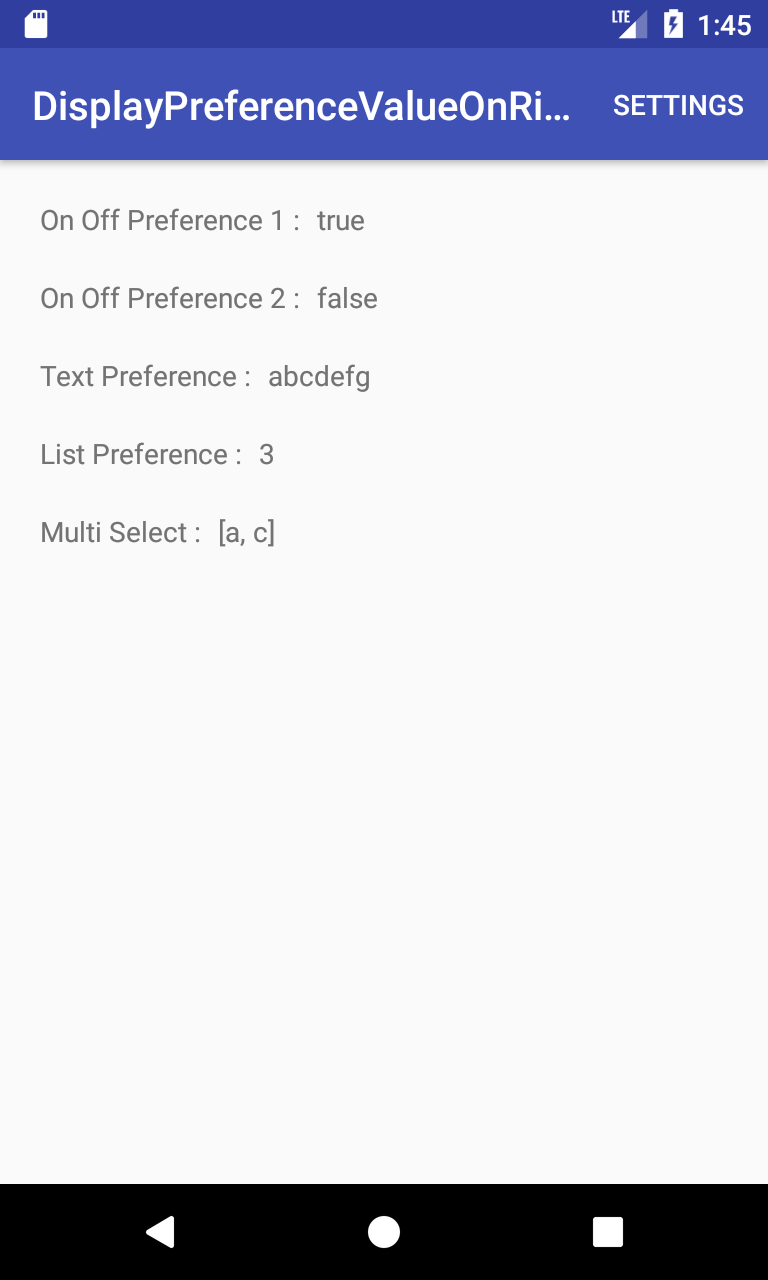 LTE 1:45
DisplayPreferenceValueOnRi... SETTINGS
On Off Preference 1 : true
On Off Preference 2 : false
Text Preference : abcdefg
List Preference : 3
Multi Select : [a, c]